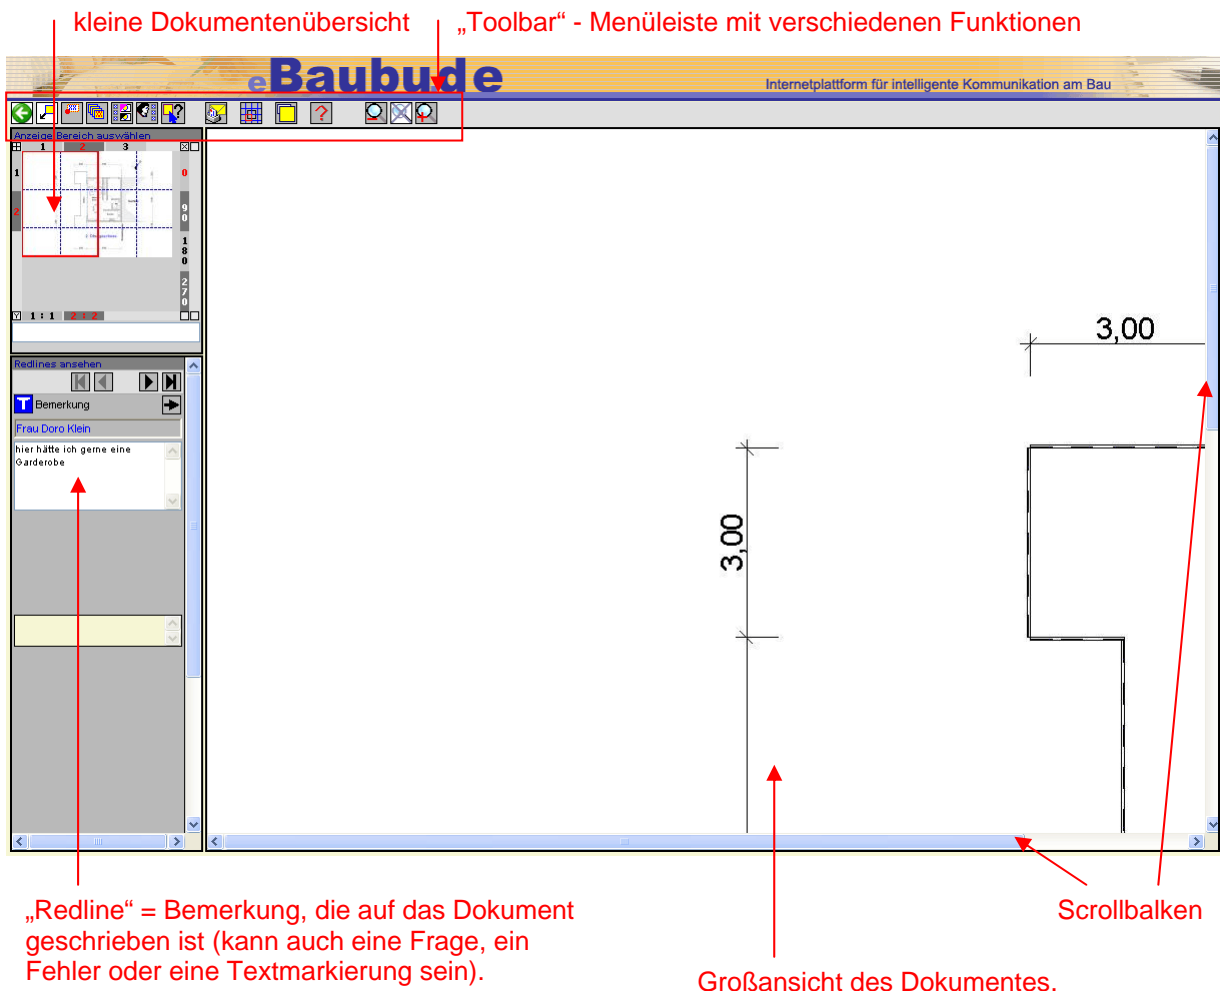 kleine Dokumentenübersicht
„Toolbar“ - Menüleiste mit verschiedenen Funktionen
eBaubude
Internetplattform für intelligente Kommunikation am Bau
Anzeige Bereich auswählen
1 2 3
1
2
0
90
180
270
1 : 1 2 : 2
Redlines ansehen
T Bemerkung
Frau Doro Klein
hier hätte ich gerne eine
Garderobe
3,00
3,00
„Redline“ = Bemerkung, die auf das Dokument
geschrieben ist (kann auch eine Frage, ein
Fehler oder eine Textmarkierung sein).
Scrollbalken
Großansicht des Dokumentes.